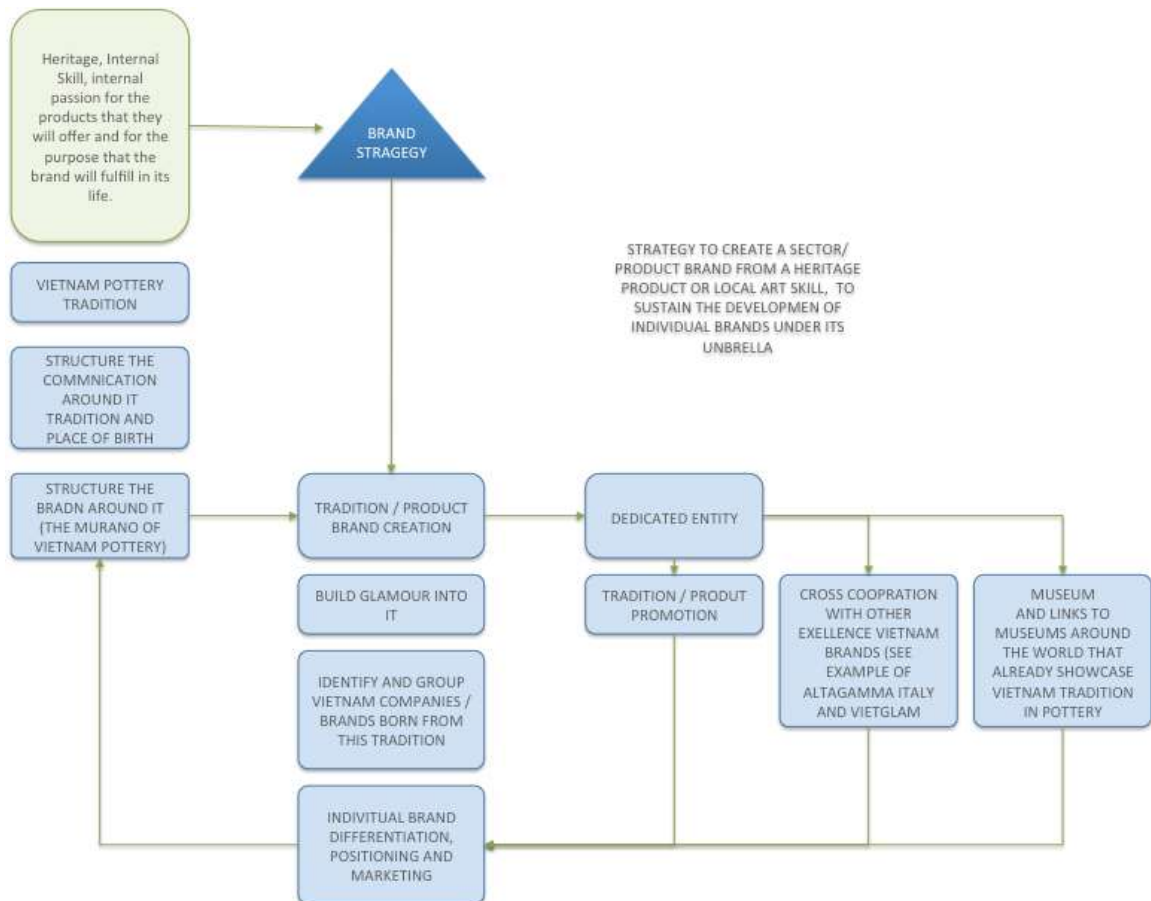 Heritage, Internal
Skill, internal
passion for the
products that they
will offer and for the
purpose that the
brand will fulfill in its
life.
BRAND
STRAGEGY
STRATEGY TO CREATE A SECTOR/
PRODUCT BRAND FROM A HERITAGE
PRODUCT OR LOCAL ART SKILL, TO
SUSTAIN THE DEVELOPMEN OF
INDIVIDUAL BRANDS UNDER ITS
UNBRELLA
VIETNAM POTTERY
TRADITION
STRUCTURE THE
COMMNICATION
AROUND IT
TRADITION AND
PLACE OF BIRTH
STRUCTURE THE
BRADN AROUND IT
(THE MURANO OF
VIETNAM POTTERY)
TRADITION / PRODUCT
BRAND CREATION
DEDICATED ENTITY
BUILD GLAMOUR INTO
IT
TRADITION / PRODUT
PROMOTION
CROSS COOPRATION
WITH OTHER
EXELLENCE VIETNAM
BRANDS (SEE
EXAMPLE OF
ALTAGAMMA ITALY
AND VIETGLAM
MUSEUM
AND LINKS TO
MUSEUMS AROUND
THE WORLD THAT
ALREADY SHOWCASE
VIETNAM TRADITION
IN POTTERY
IDENTIFY AND GROUP
VIETNAM COMPANIES /
BRANDS BORN FROM
THIS TRADITION
INDIVITUAL BRAND
DIFFERENTIATION,
POSITIONING AND
MARKETING